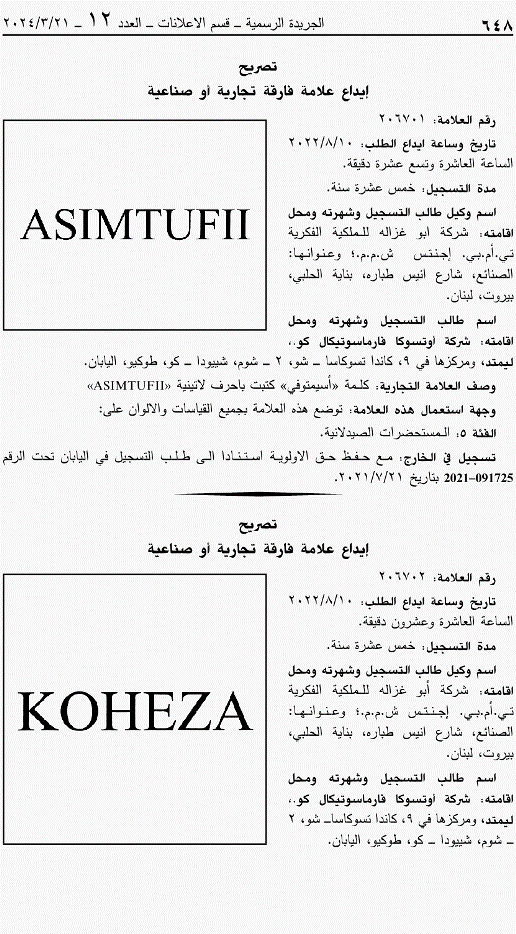 ٦٤٨
الجريدة الرسمية ـ قسم الاعلانات ـ العدد ١٢ ـ ٢٠٢٤/٣/٢١
تصريح
إيداع علامة فارقة تجارية أو صناعية
ASIMTUFII
رقم العلامة: ٢٠٦٧٠١
تاريخ وساعة ايداع الطلب: ٢٠٢٢/٨/١٠
الساعة العاشرة وتسع عشرة دقيقة.
مدة التسجيل: خمس عشرة سنة.
اسم وكيل طالب التسجيل وشهرته ومحل
اقامته: شركة ابو غزاله للملكية الفكرية
تي.أم.بي. إجنتس ش.م.م.؛ وعنوانها:
الصنائع، شارع انيس طباره، بناية الحلبي،
بيروت، لبنان.
اسم طالب التسجيل وشهرته ومحل
اقامته: شركة أوتسوكا فارماسوتيكال كو.,
ليمتد، ومركزها في ٩، كاندا تسوكاسا ـ شو، ٢ ـ شوم، شييودا ـ كو، طوكيو، اليابان.
وصف العلامة التجارية: كلمة «أسيمتوفي» كتبت باحرف لاتينية «ASIMTUFII»
وجهة استعمال هذه العلامة: توضع هذه العلامة بجميع القياسات والالوان على:
الفئة ٥: المستحضرات الصيدلانية.
تسجيل في الخارج: مع حفظ حق الاولوية استنادا الى طلب التسجيل في اليابان تحت الرقم
2021-091725 بتاريخ ٢٠٢١/٧/٢١.
تصريح
إيداع علامة فارقة تجارية أو صناعية
KOHEZA
رقم العلامة: ٢٠٦٧٠٢
تاريخ وساعة ايداع الطلب: ٢٠٢٢/٨/١٠
الساعة العاشرة وعشرون دقيقة.
مدة التسجيل: خمس عشرة سنة.
اسم وكيل طالب التسجيل وشهرته ومحل
اقامته: شركة أبو غزاله للملكية الفكرية
تي.أم.بي. إجنتس ش.م.م.؛ وعنوانها:
الصنائع، شارع انيس طباره، بناية الحلبي،
بيروت، لبنان.
اسم طالب التسجيل وشهرته ومحل
اقامته: شركة أوتسوكا فارماسوتيكال كو.,
ليمتد، ومركزها في ٩، كاندا تسوكاساـ شو، ٢
ـ شوم، شييودا ـ كو، طوكيو، اليابان.